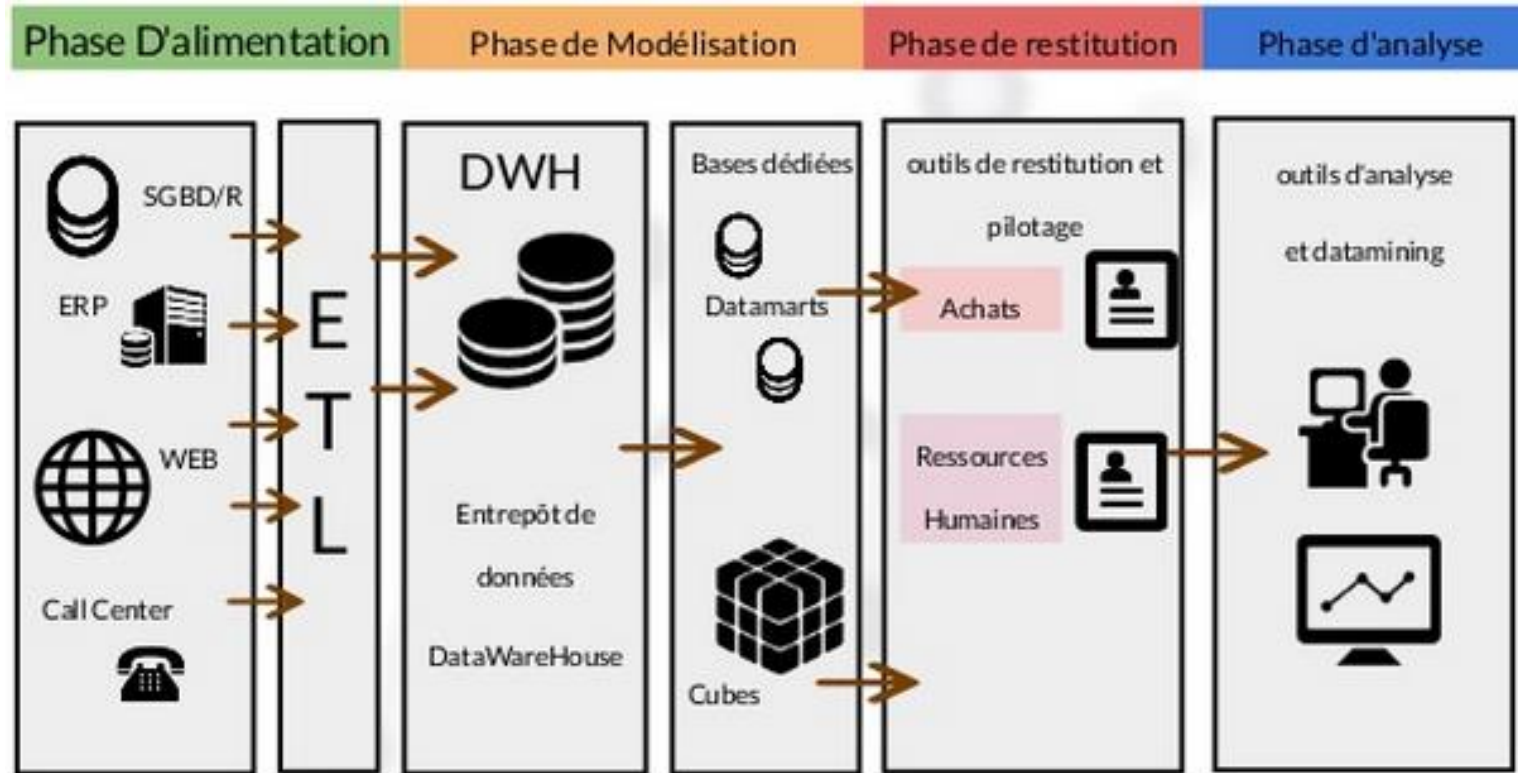 Phase D'alimentation
Phase de Modélisation
Phase de restitution
Phase d'analyse
SGBD/R
ERP
WEB
Call Center
E
T
L
DWH
Entrepôt de
données
DataWareHouse
Bases dédiées
Datamarts
Cubes
outils de restitution et
pilotage
Achats
Ressources
Humaines
outils d'analyse
et datamining